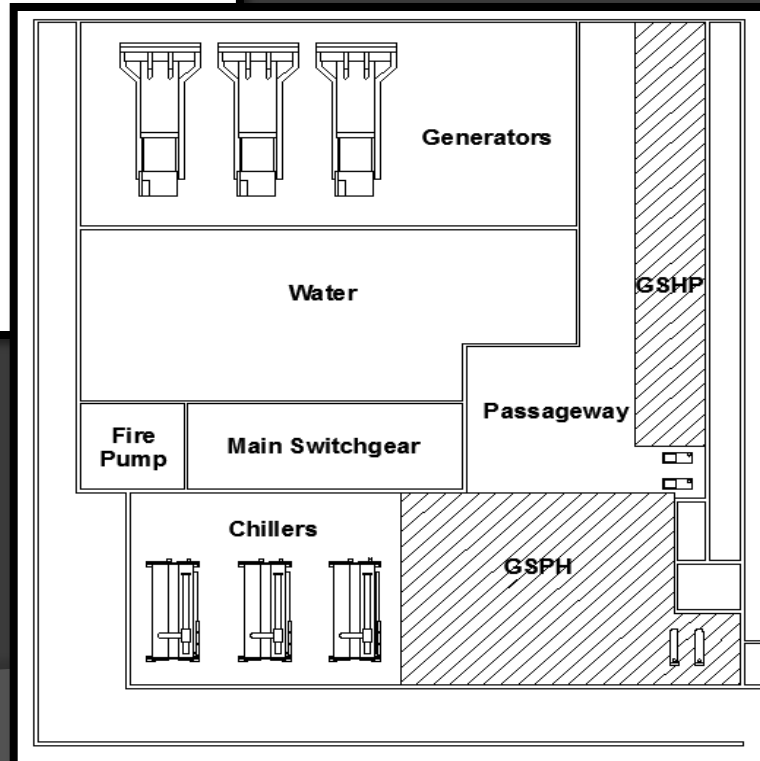 Generators
Water
GSHP
Passageway
Fire
Pump
Main Switchgear
Chillers
GSPH